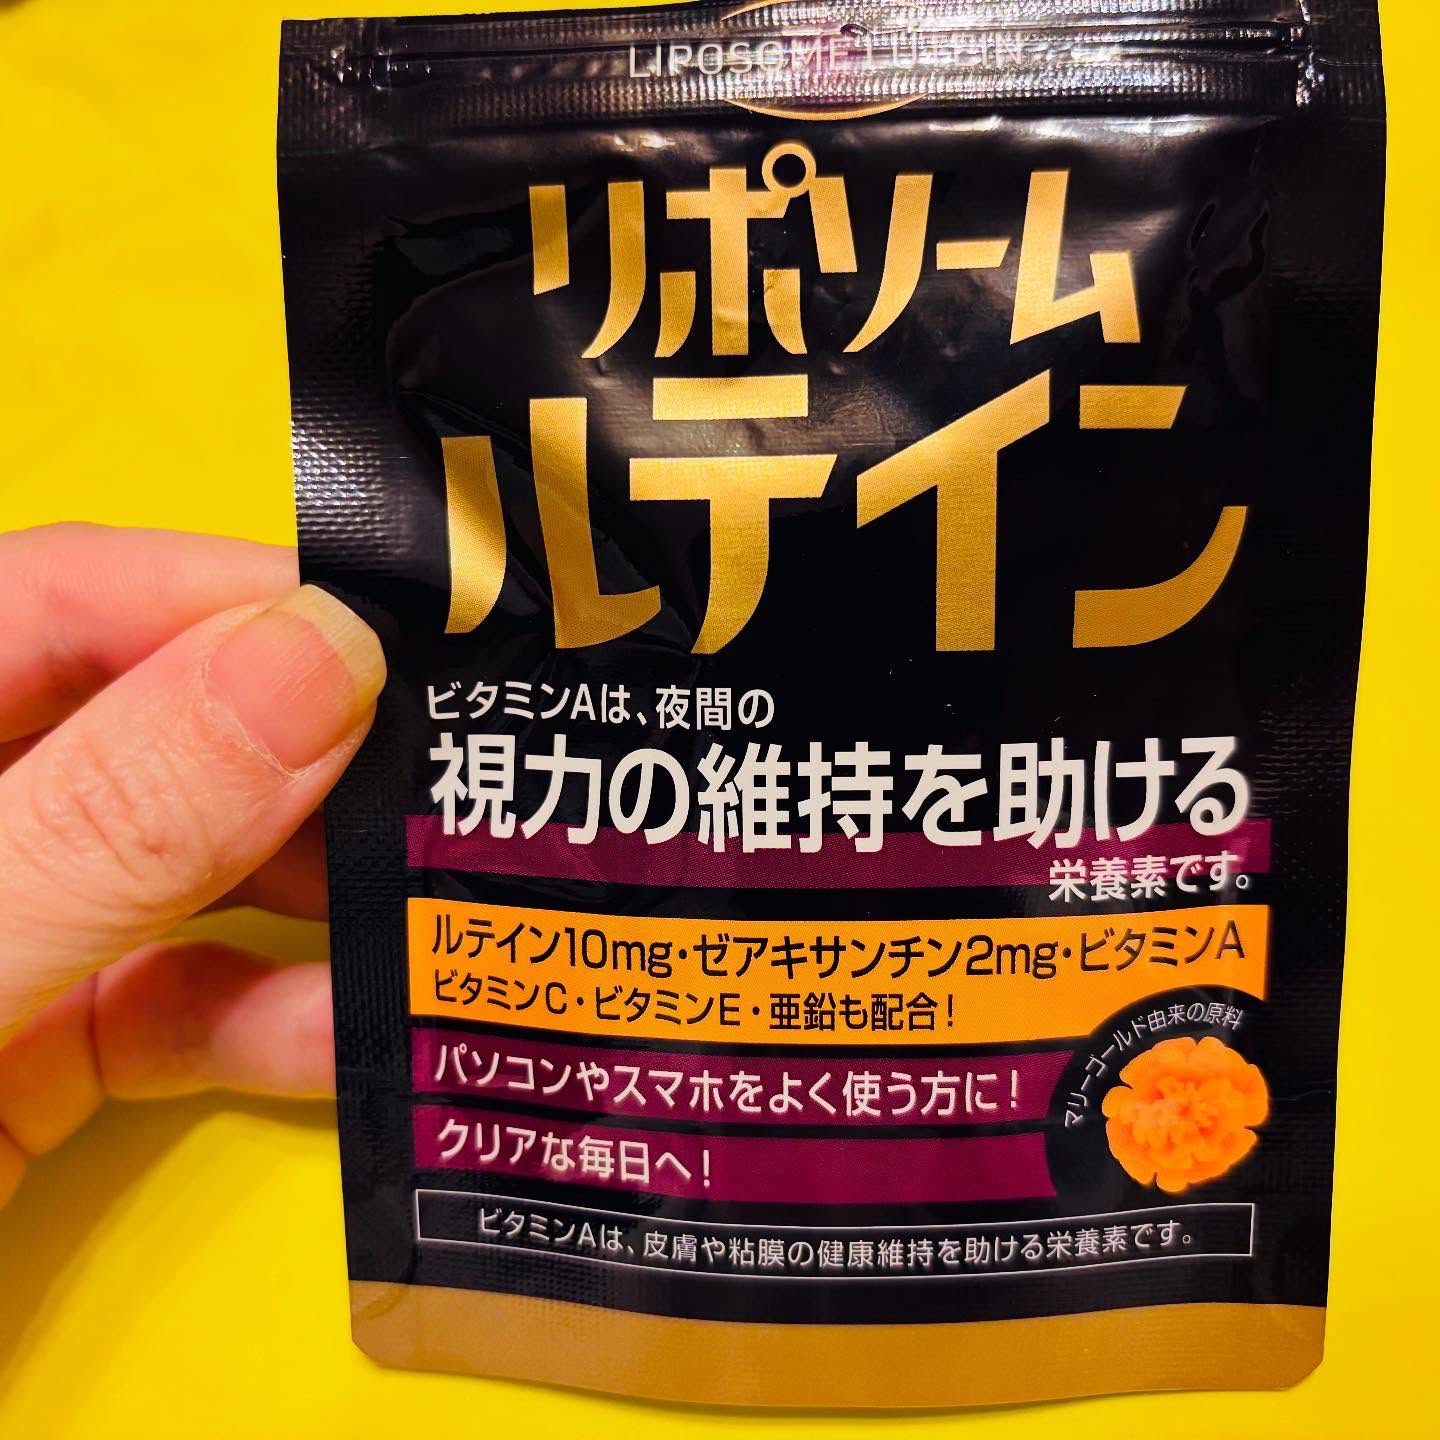 LIPOSOME LUTEIN
リポソーム
ルテイン
ビタミンAは、夜間の
視力の維持を助ける
栄養素です。
ルテイン10mg・ゼアキサンチン2mg・ビタミンA
ビタミンC・ビタミンE・亜鉛も配合!
マリーゴールド由来の原料
パソコンやスマホをよく使う方に!
クリアな毎日へ!
ビタミンAは、皮膚や粘膜の健康維持を助ける栄養素です。